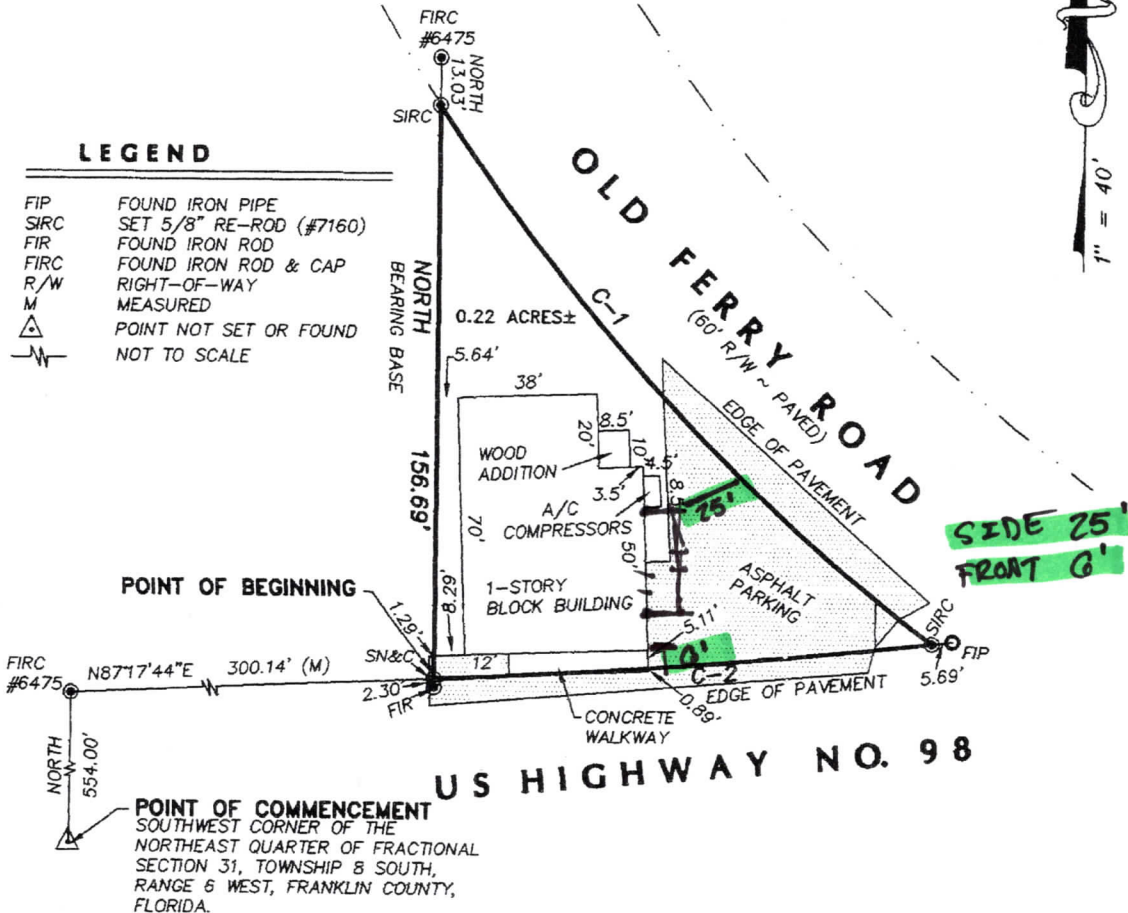 FIRC
#6475
NORTH
13.03'
SIRC
1" = 40'
LEGEND
FIP FOUND IRON PIPE
SIRC SET 5/8" RE-ROD (#7160)
FIR FOUND IRON ROD
FIRC FOUND IRON ROD & CAP
R/W RIGHT-OF-WAY
M MEASURED
POINT NOT SET OR FOUND
NOT TO SCALE
OLD FERRY ROAD
(60' R/W ~ PAVED)
EDGE OF PAVEMENT
C-1
NORTH
BEARING BASE
156.69'
0.22 ACRES±
5.64'
38'
8.5'
20'
10'
4.5'
3.5'
8.5'
WOOD
ADDITION
A/C
COMPRESSORS
25'
70'
50'
1-STORY
BLOCK BUILDING
ASPHALT
PARKING
SIDE 25'
FRONT 6'
POINT OF BEGINNING
1.29'
8.29'
5.11'
6'
12'
SN&C
2.30'
FIR
C-2
0.89'
EDGE OF PAVEMENT
SIRC
FIP
5.69'
CONCRETE
WALKWAY
FIRC
#6475
N87°17'44"E 300.14' (M)
NORTH
554.00'
US HIGHWAY NO. 98
POINT OF COMMENCEMENT
SOUTHWEST CORNER OF THE
NORTHEAST QUARTER OF FRACTIONAL
SECTION 31, TOWNSHIP 8 SOUTH,
RANGE 6 WEST, FRANKLIN COUNTY,
FLORIDA.